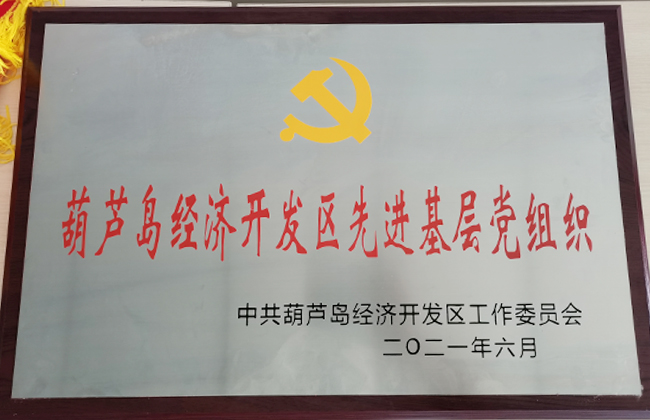 葫芦岛经济开发区先进基层党组织
中共葫芦岛经济开发区工作委员会
二〇二一年六月